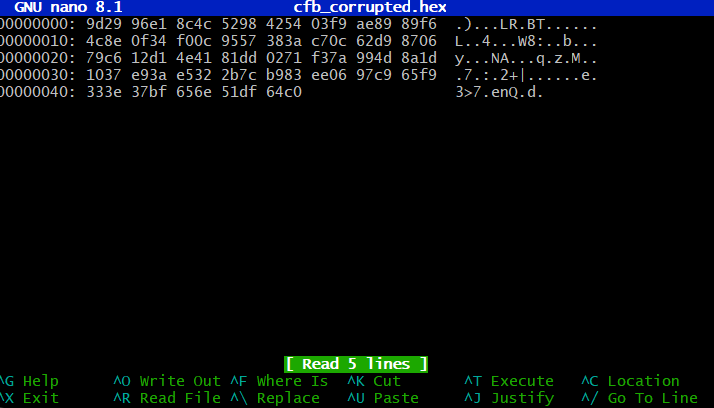 GNU nano 8.1 cfb_corrupted.hex
00000000: 9d29 96e1 8c4c 5298 4254 03f9 ae89 89f6 .)...LR.BT......
00000010: 4c8e 0f34 f00c 9557 383a c70c 62d9 8706 L..4...W8:..b...
00000020: 79c6 12d1 4e41 81dd 0271 f37a 994d 8a1d y...NA...q.z.M..
00000030: 1037 e93a e532 2b7c b983 ee06 97c9 65f9 .7.:.2+|......e.
00000040: 333e 37bf 656e 51df 64c0 3>7.enQ.d.
[ Read 5 lines ]
^G Help ^O Write Out ^F Where Is ^K Cut ^T Execute ^C Location
^X Exit ^R Read File ^\ Replace ^U Paste ^J Justify ^/ Go To Line